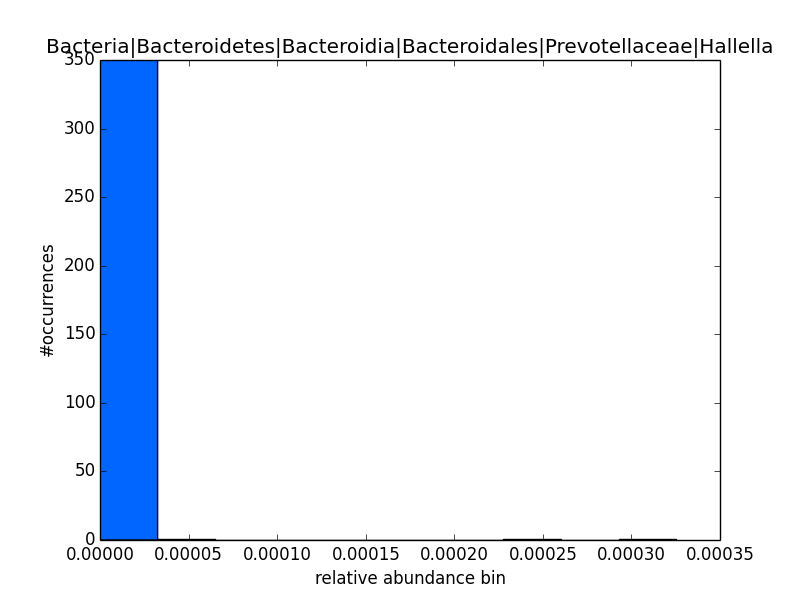 Bacteria|Bacteroidetes|Bacteroidia|Bacteroidales|Prevotellaceae|Hallella
350
300
250
200
150
100
50
0
#occurrences
0.00000 0.00005 0.00010 0.00015 0.00020 0.00025 0.00030 0.00035
relative abundance bin